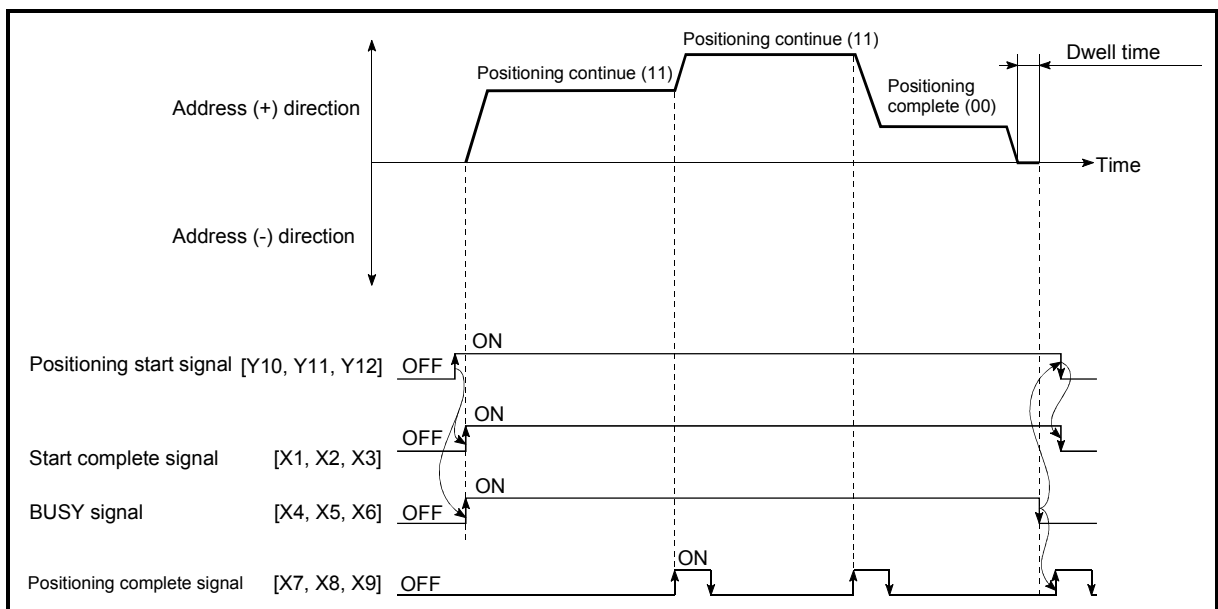 Positioning continue (11)
Dwell time
Positioning continue (11)
Positioning
complete (00)
Address (+) direction
Time
Address (-) direction
ON
Positioning start signal [Y10, Y11, Y12] OFF
ON
OFF
Start complete signal [X1, X2, X3]
ON
BUSY signal [X4, X5, X6] OFF
ON
Positioning complete signal [X7, X8, X9] OFF